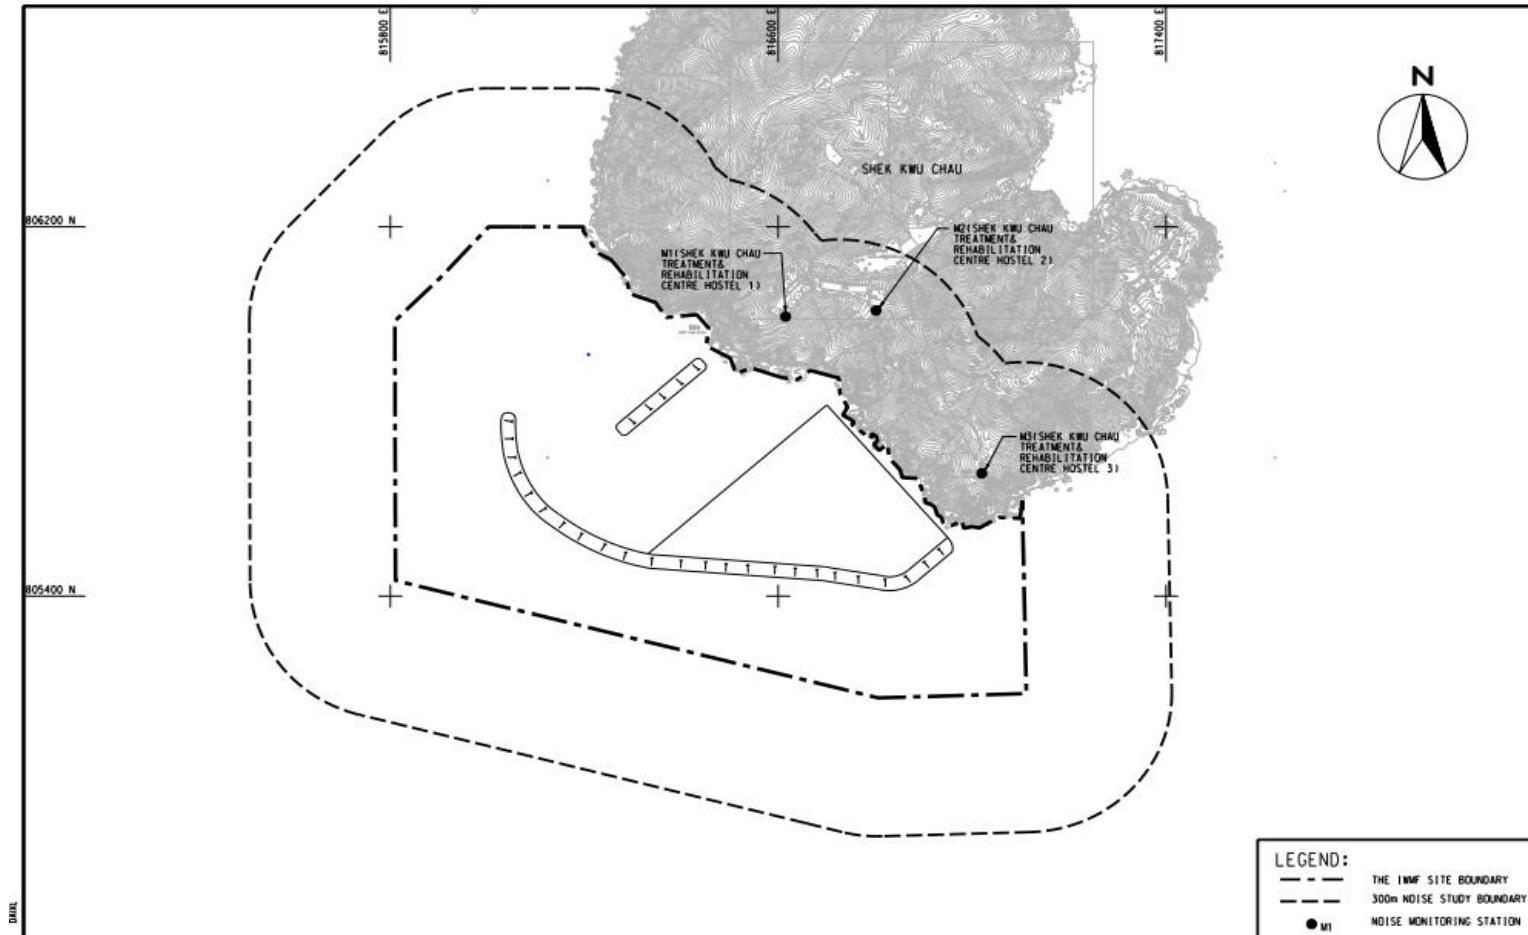 815800 E
816600 E
817400 E
N
SHEK KWU CHAU
806200 N
M1(SHEK KWU CHAU
TREATMENT&
REHABILITATION
CENTRE HOSTEL 1)
M2(SHEK KWU CHAU
TREATMENT&
REHABILITATION
CENTRE HOSTEL 2)
M3(SHEK KWU CHAU
TREATMENT&
REHABILITATION
CENTRE HOSTEL 3)
805400 N
LEGEND:
THE IWMF SITE BOUNDARY
300m NOISE STUDY BOUNDARY
M1 NOISE MONITORING STATION